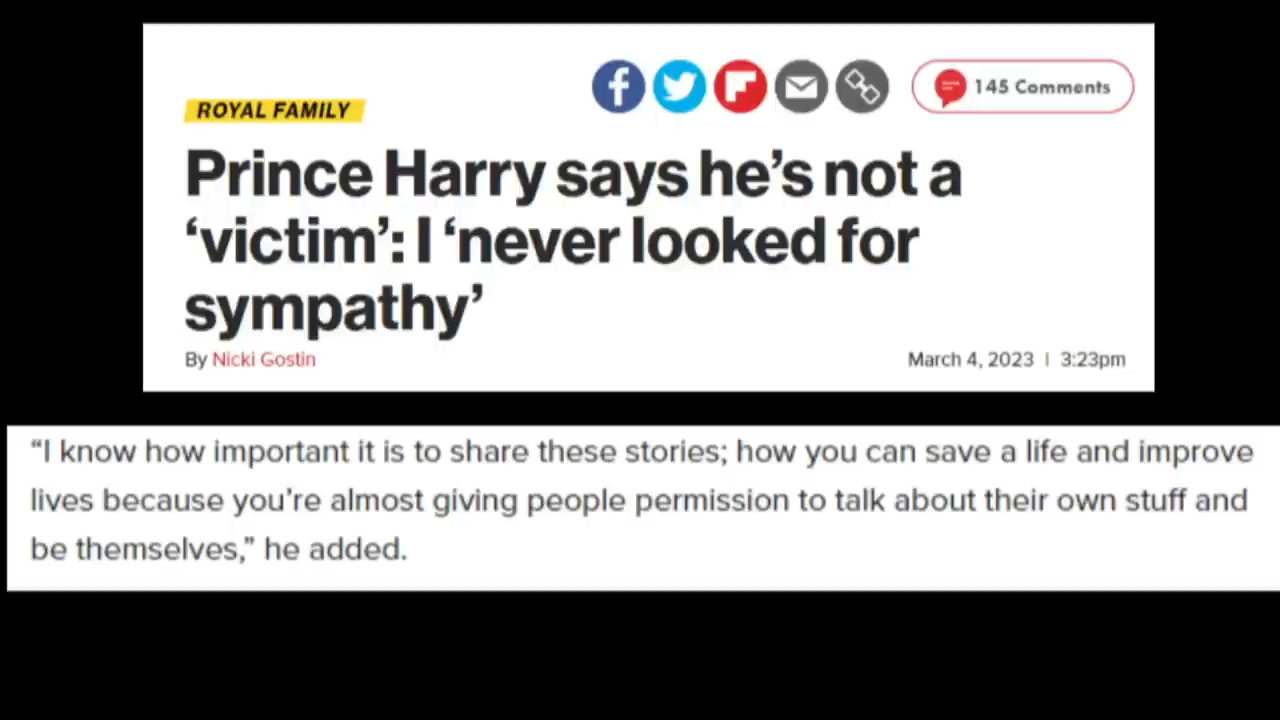 145 Comments
ROYAL FAMILY
Prince Harry says he’s not a
‘victim’: I ‘never looked for
sympathy’
By Nicki Gostin
March 4, 2023 | 3:23pm
“I know how important it is to share these stories; how you can save a life and improve
lives because you’re almost giving people permission to talk about their own stuff and
be themselves,” he added.